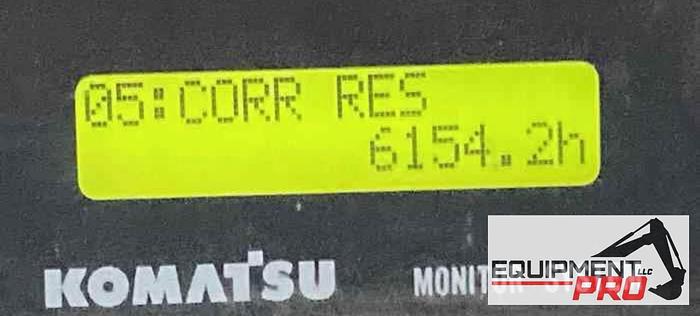 05:CORR RES
6154.2h
KOMATSU
EQUIPMENT LLC
PRO